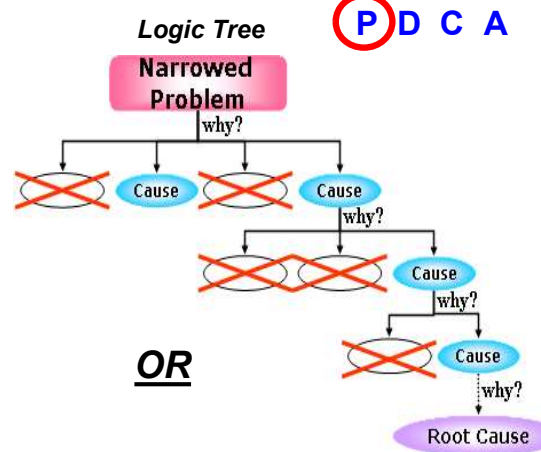 Logic Tree
P D C A
Narrowed
Problem
why?
Cause
Cause
why?
Cause
why?
Cause
OR
why?
Root Cause